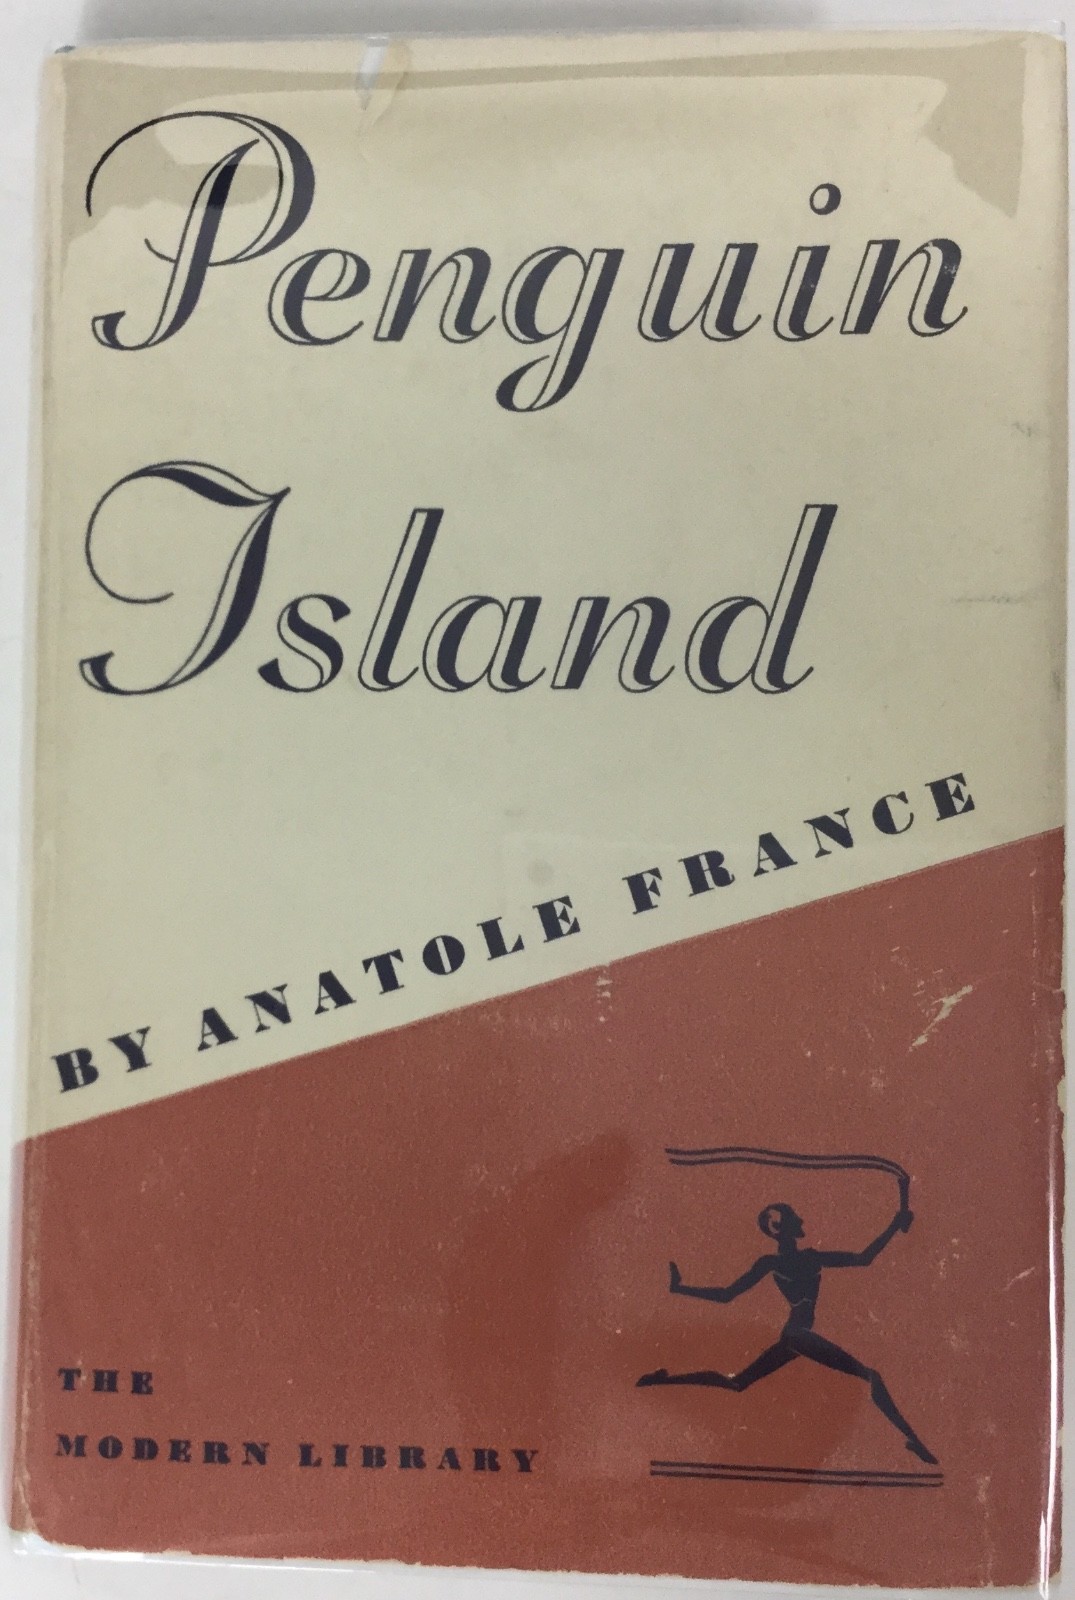 Penguin
Island
BY ANATOLE FRANCE
THE
MODERN LIBRARY